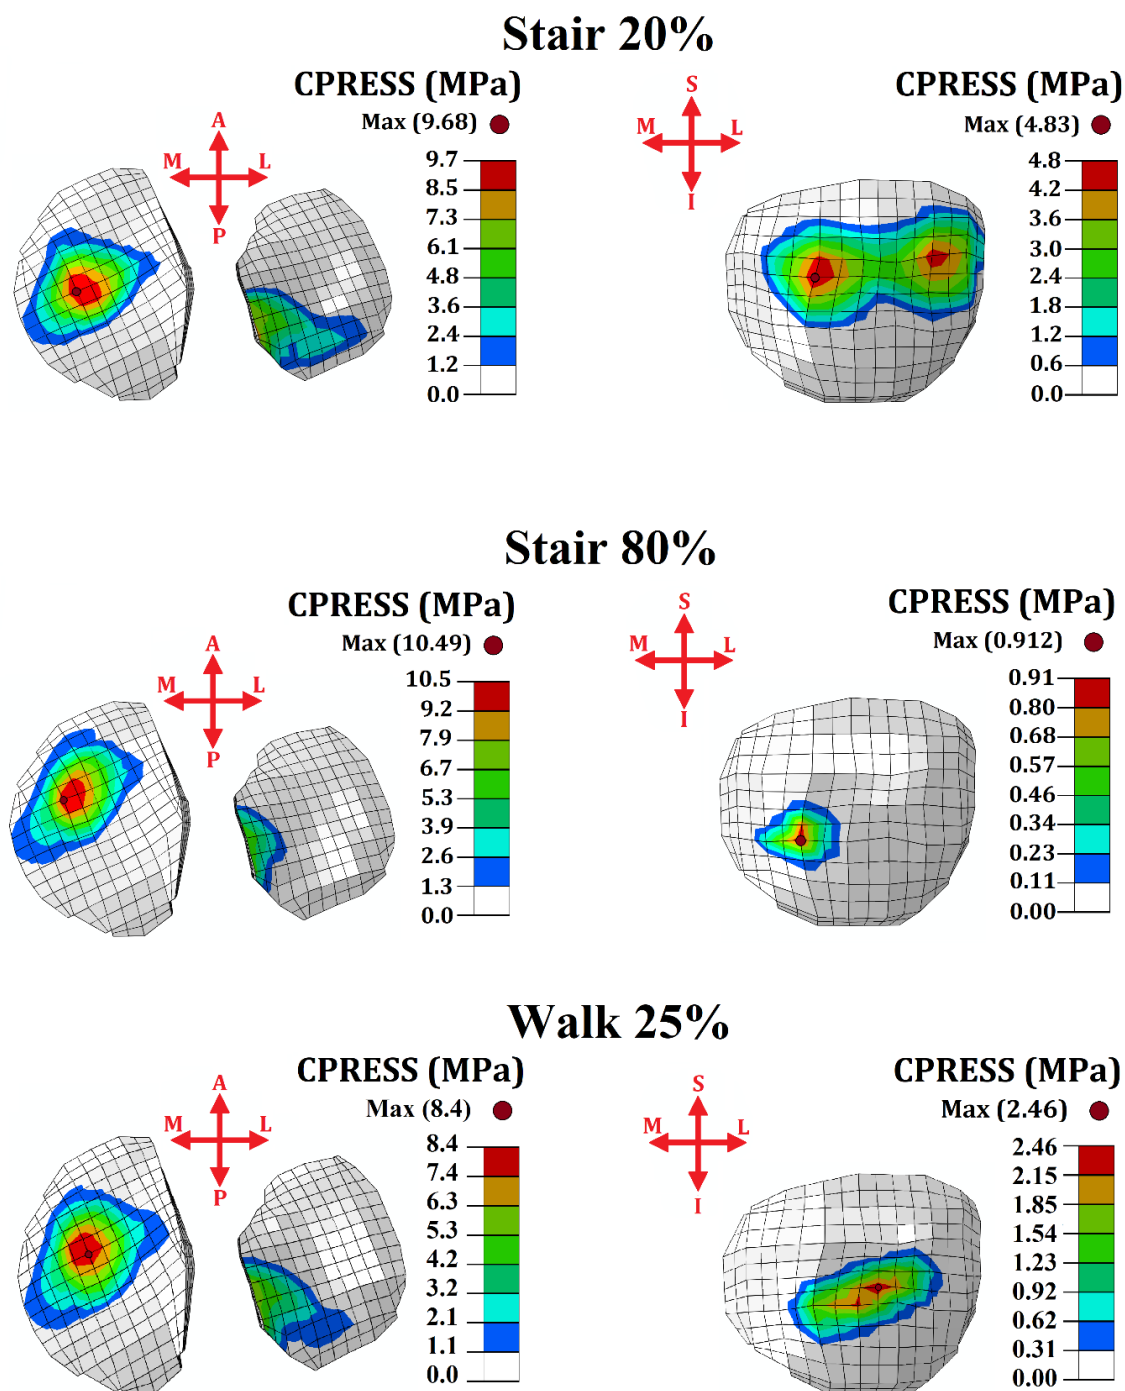 Stair 20%
CPRESS (MPa)
Max (9.68)
A
M L
P
9.7
8.5
7.3
6.1
4.8
3.6
2.4
1.2
0.0
CPRESS (MPa)
Max (4.83)
S
M L
I
4.8
4.2
3.6
3.0
2.4
1.8
1.2
0.6
0.0
Stair 80%
CPRESS (MPa)
Max (10.49)
A
M L
P
10.5
9.2
7.9
6.7
5.3
3.9
2.6
1.3
0.0
CPRESS (MPa)
Max (0.912)
S
M L
I
0.91
0.80
0.68
0.57
0.46
0.34
0.23
0.11
0.00
Walk 25%
CPRESS (MPa)
Max (8.4)
A
M L
P
8.4
7.4
6.3
5.3
4.2
3.2
2.1
1.1
0.0
CPRESS (MPa)
Max (2.46)
S
M L
I
2.46
2.15
1.85
1.54
1.23
0.92
0.62
0.31
0.00